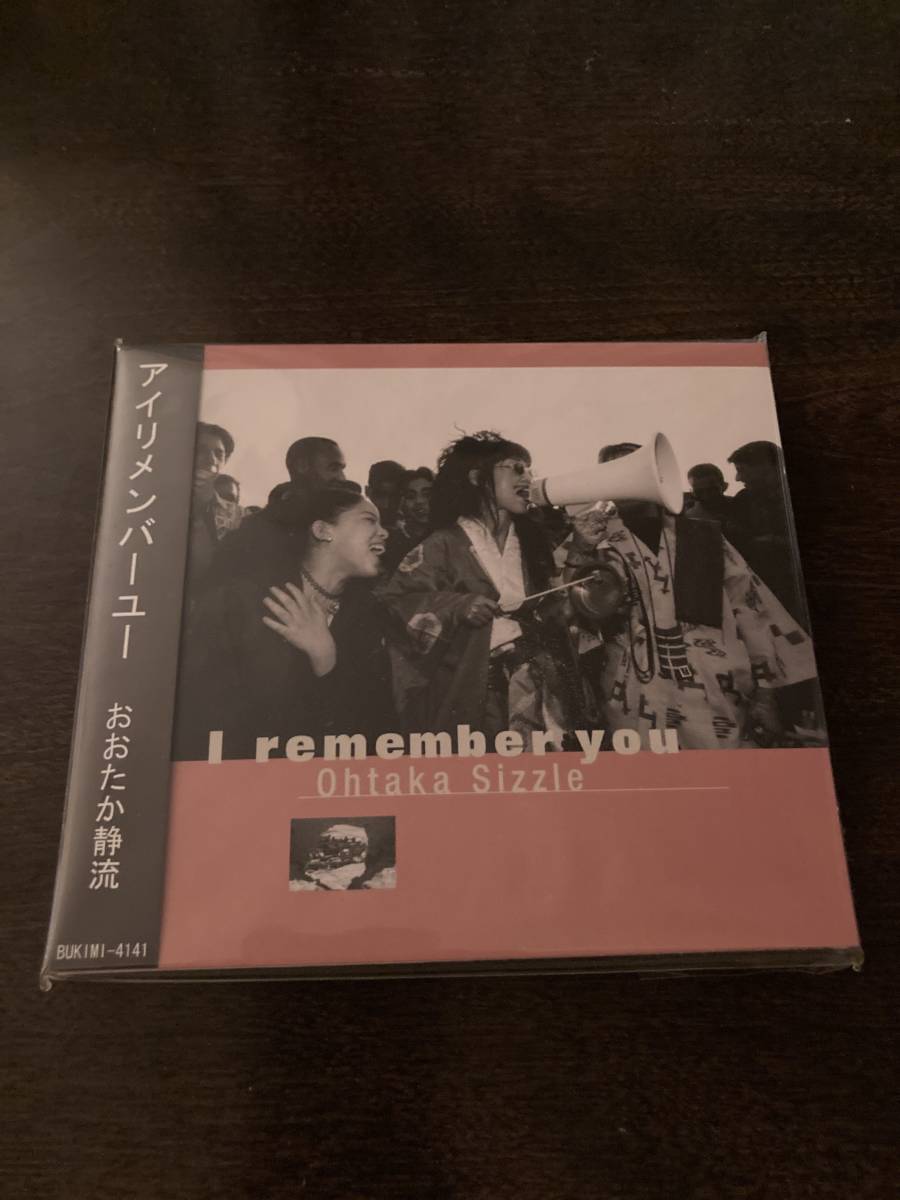 アイリメンバーユー
おおたか静流
BUKIMI-4141
I remember you
Ohtaka Sizzle